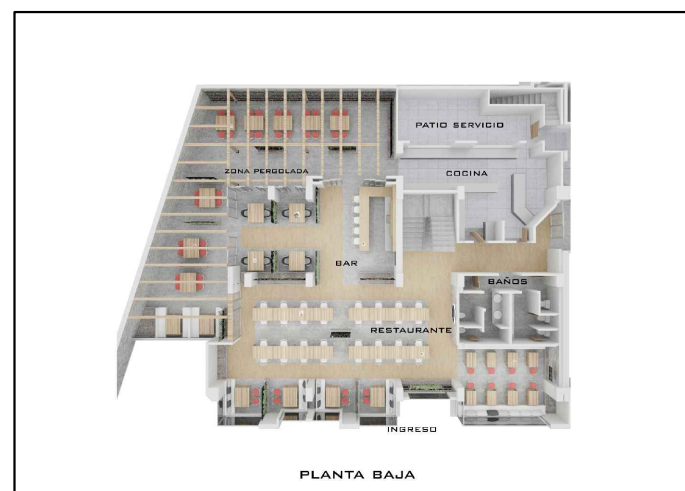 PATIO SERVICIO
ZONA PERGOLADA
COCINA
BAR
BAÑOS
RESTAURANTE
INGRESO
PLANTA BAJA